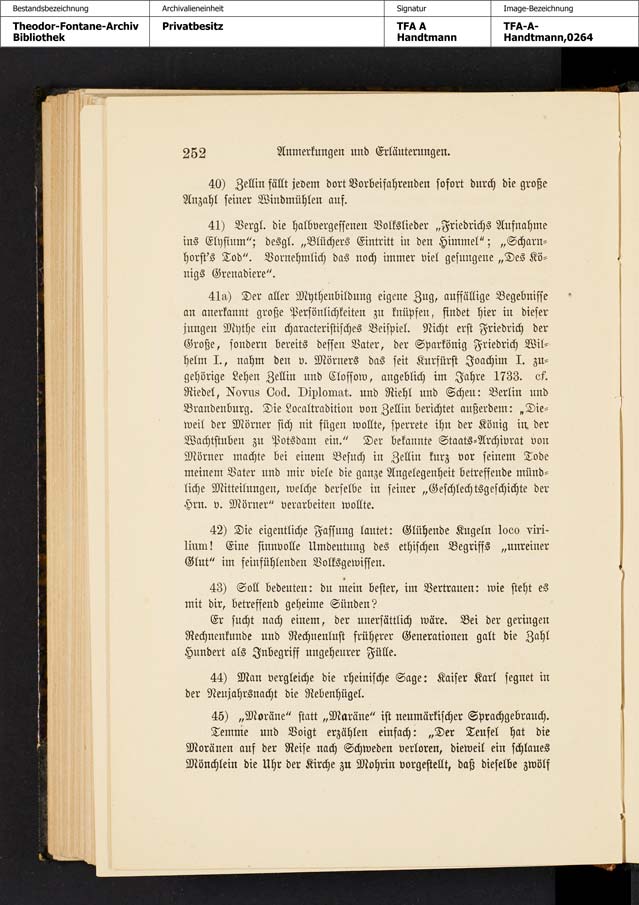 Bestandsbezeichnung Archivalieneinheit Signatur Image-Bezeichnung
Theodor-Fontane-Archiv Privatbesitz TFA A TFA-A-
Bibliothek Handtmann Handtmann,0264
252 Anmerkungen und Erläuterungen.
40) Zellin fällt jedem dort Vorbeifahrenden sofort durch die große
Anzahl seiner Windmühlen auf.
41) Vergl. die halbvergessenen Volkslieder „Friedrichs Aufnahme
ins Elysium“; desgl. „Blüchers Eintritt in den Himmel“; „Scharn-
horst's Tod“. Vornehmlich das noch immer viel gesungene „Des Kö-
nigs Grenadiere“.
41a) Der aller Mythenbildung eigene Zug, auffällige Begebnisse
an anerkannt große Persönlichkeiten zu knüpfen, findet hier in dieser
jungen Mythe ein characteristisches Beispiel. Nicht erst Friedrich der
Große, sondern bereits dessen Vater, der Sparkönig Friedrich Wil-
helm I., nahm den v. Mörners das seit Kurfürst Joachim I. zu-
gehörige Lehen Zellin und Clossow, angeblich im Jahre 1733. cf.
Riedel, Novus Cod. Diplomat. und Riehl und Scheu: Berlin und
Brandenburg. Die Localtradition von Zellin berichtet außerdem: „Die-
weil der Mörner sich nit fügen wollte, sperrete ihn der König in der
Wachtstuben zu Potsdam ein.“ Der bekannte Staats-Archivrat von
Mörner machte bei einem Besuch in Zellin kurz vor seinem Tode
meinem Vater und mir viele die ganze Angelegenheit betreffende münd-
liche Mitteilungen, welche derselbe in seiner „Geschlechtsgeschichte der
Hrn. v. Mörner“ verarbeiten wollte.
42) Die eigentliche Fassung lautet: Glühende Kugeln loco viri-
lium! Eine sinnvolle Umdeutung des ethischen Begriffs „unreiner
Glut“ im feinfühlenden Volksgewissen.
43) Soll bedeuten: du mein bester, im Vertrauen: wie steht es
mit dir, betreffend geheime Sünden?
Er sucht nach einem, der unersättlich wäre. Bei der geringen
Rechnenkunde und Rechnenlust früherer Generationen galt die Zahl
Hundert als Inbegriff ungeheurer Fülle.
44) Man vergleiche die rheinische Sage: Kaiser Karl segnet in
der Neujahrsnacht die Rebenhügel.
45) „Moräne“ statt „Maräne“ ist neumärkischer Sprachgebrauch.
Temme und Voigt erzählen einfach: „Der Teufel hat die
Moränen auf der Reise nach Schweden verloren, dieweil ein schlaues
Mönchlein die Uhr der Kirche zu Mohrin vorgestellt, daß dieselbe zwölf